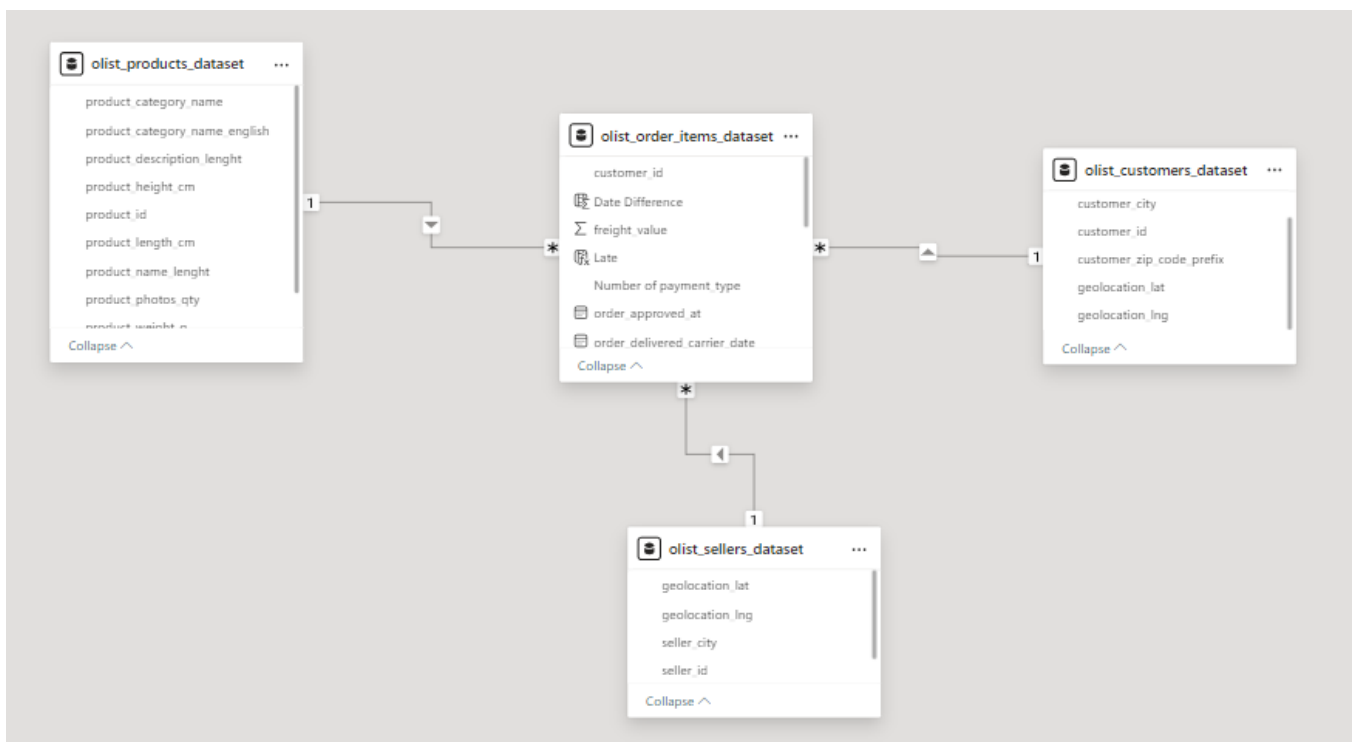 olist_products_dataset ...
product_category_name
product_category_name_english
product_description_lenght
product_height_cm
product_id
product_length_cm
product_name_lenght
product_photos_qty
product_weight_g
Collapse
1
*
olist_order_items_dataset ...
customer_id
Date Difference
freight_value
Late
Number of payment_type
order_approved_at
order_delivered_carrier_date
Collapse
*
1
olist_customers_dataset ...
customer_city
customer_id
customer_zip_code_prefix
geolocation_lat
geolocation_lng
Collapse
*
1
olist_sellers_dataset ...
geolocation_lat
geolocation_lng
seller_city
seller_id
Collapse